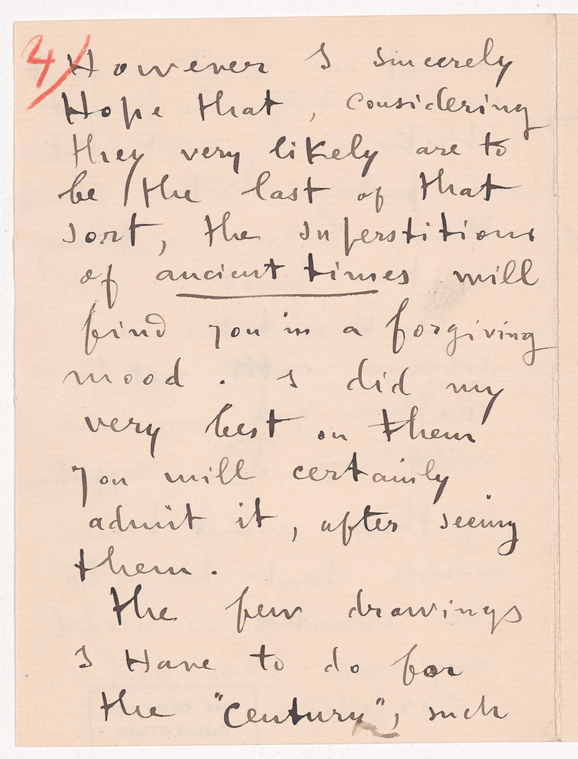 4/ However I sincerely
Hope that, considering
they very likely are to
be the last of that
sort, the superstitions
of ancient times will
find you in a forgiving
mood. I did my
very best on them
you will certainly
admit it, after seeing
them.
the few drawings
I Have to do for
the "century", such